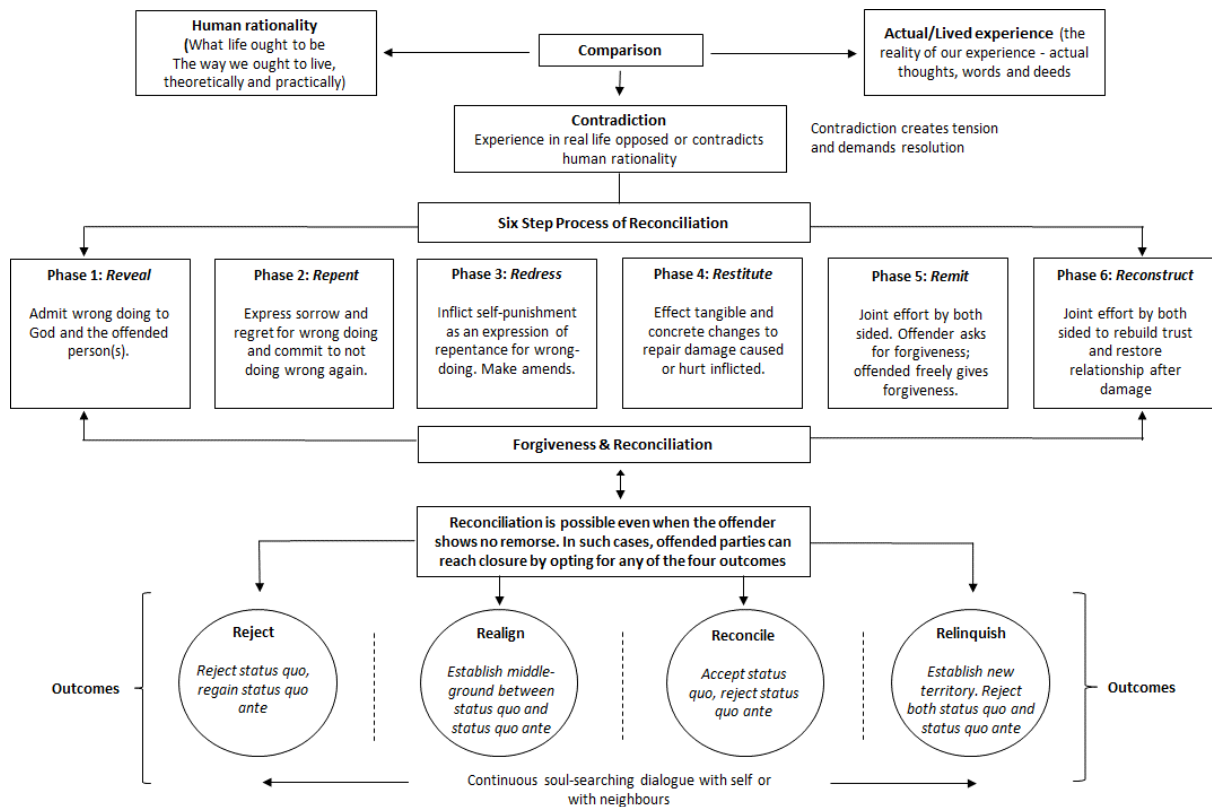 Human rationality
(What life ought to be
The way we ought to live,
theoretically and practically)
Comparison
Actual/Lived experience (the
reality of our experience - actual
thoughts, words and deeds
Contradiction
Experience in real life opposed or contradicts
human rationality
Contradiction creates tension
and demands resolution
Six Step Process of Reconciliation
Phase 1: Reveal
Admit wrong doing to
God and the offended
person(s).
Phase 2: Repent
Express sorrow and
regret for wrong doing
and commit to not
doing wrong again.
Phase 3: Redress
Inflict self-punishment
as an expression of
repentance for wrong-
doing. Make amends.
Phase 4: Restitute
Effect tangible and
concrete changes to
repair damage caused
or hurt inflicted.
Phase 5: Remit
Joint effort by both
sided. Offender asks
for forgiveness;
offended freely gives
forgiveness.
Phase 6: Reconstruct
Joint effort by both
sided to rebuild trust
and restore
relationship after
damage
Forgiveness & Reconciliation
Reconciliation is possible even when the offender
shows no remorse. In such cases, offended parties can
reach closure by opting for any of the four outcomes
Outcomes
Reject
Reject status quo,
regain status quo
ante
Realign
Establish middle-
ground between
status quo and
status quo ante
Reconcile
Accept status
quo, reject status
quo ante
Relinquish
Establish new
territory. Reject
both status quo and
status quo ante
Outcomes
Continuous soul-searching dialogue with self or
with neighbours